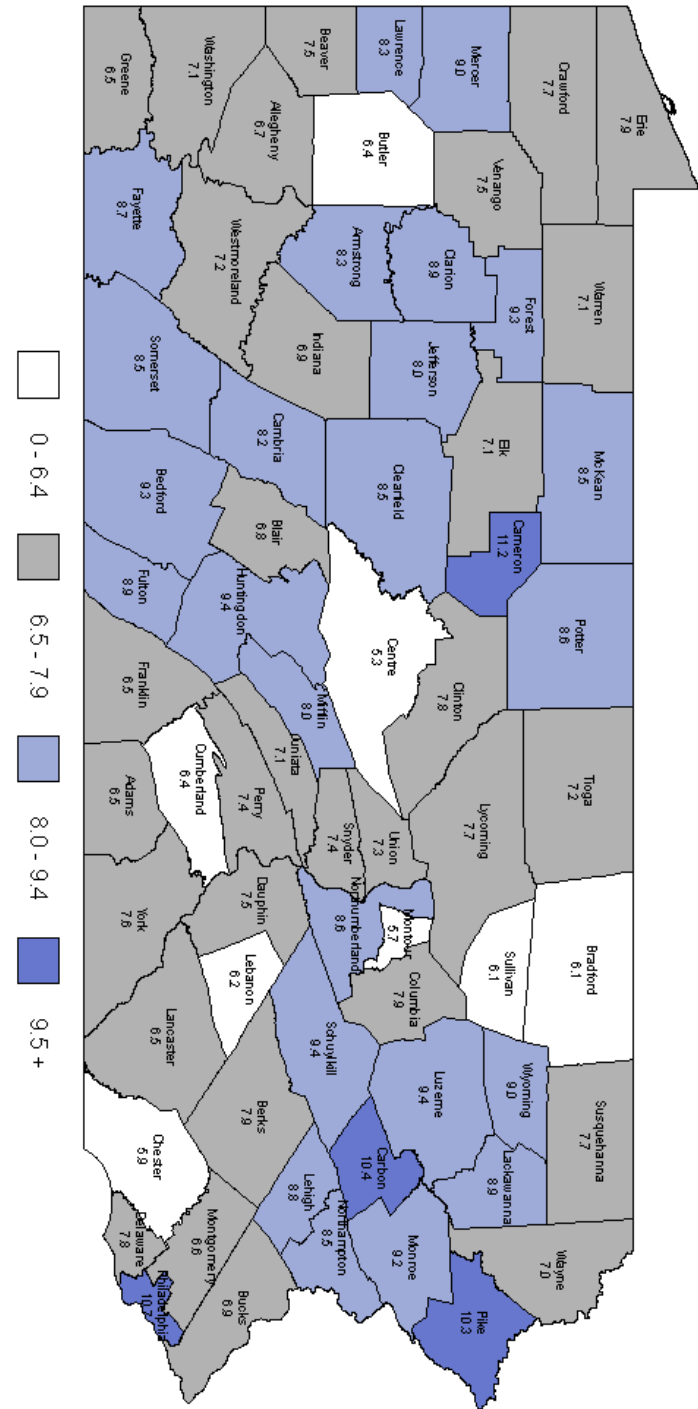 Erie
7.9
Crawford
7.7
Mercer
9.0
Lawrence
8.3
Beaver
7.5
Washington
7.1
Greene
6.5
Allegheny
6.7
Butler
6.4
Venango
7.5
Warren
7.1
Forest
9.3
Clarion
8.9
Armstrong
8.3
Westmoreland
7.2
Fayette
8.7
Indiana
6.9
Jefferson
8.0
Elk
7.1
McKean
8.5
Cameron
11.2
Clearfield
8.5
Cambria
8.2
Somerset
8.5
Bedford
9.3
Blair
6.8
Huntingdon
9.4
Fulton
8.9
Centre
5.3
Clinton
7.8
Potter
8.6
Tioga
7.2
Lycoming
7.7
Union
7.3
Snyder
7.4
Mifflin
8.0
Juniata
7.1
Perry
7.4
Franklin
6.5
Cumberland
6.4
Adams
6.5
York
7.6
Dauphin
7.5
Northumberland
8.6
Montour
5.7
Columbia
7.9
Sullivan
6.1
Bradford
6.1
Susquehanna
7.7
Wyoming
9.0
Lackawanna
8.9
Luzerne
9.4
Schuylkill
9.4
Lebanon
6.2
Lancaster
6.5
Berks
7.9
Chester
5.9
Carbon
10.4
Lehigh
8.8
Northampton
8.5
Monroe
9.2
Wayne
7.0
Pike
10.3
Bucks
6.9
Montgomery
6.6
Delaware
7.8
Philadelphia
10.7
0 - 6.4
6.5 - 7.9
8.0 - 9.4
9.5 +